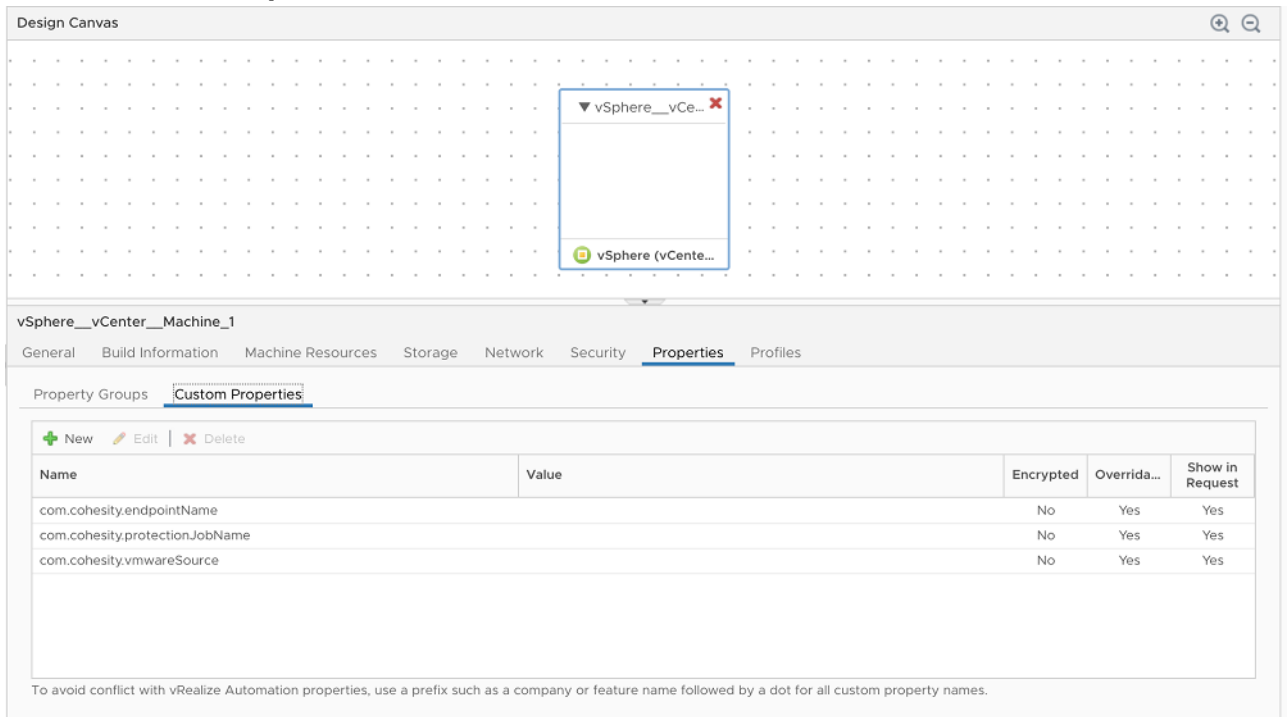 Design Canvas
vSphere__vCe...
vSphere (vCente...
vSphere__vCenter__Machine_1
General Build Information Machine Resources Storage Network Security Properties Profiles
Property Groups Custom Properties
New Edit Delete
Name Value Encrypted Overrida... Show in Request
com.cohesity.endpointName No Yes Yes
com.cohesity.protectionJobName No Yes Yes
com.cohesity.vmwareSource No Yes Yes
To avoid conflict with vRealize Automation properties, use a prefix such as a company or feature name followed by a dot for all custom property names.